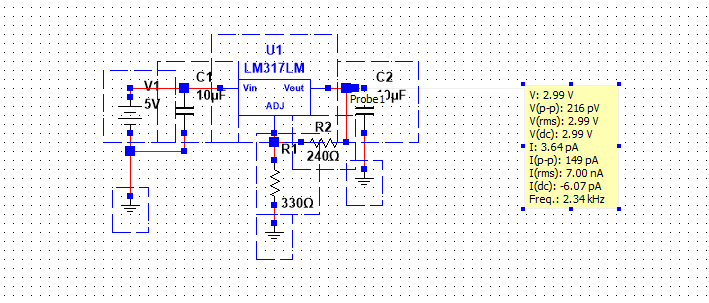 U1
LM317LM
V1
5V
C1
10µF
Vin
Vout
ADJ
C2
10µF
Probe1
R2
240Ω
R1
330Ω
V: 2.99 V
V(p-p): 216 pV
V(rms): 2.99 V
V(dc): 2.99 V
I: 3.64 pA
I(p-p): 149 pA
I(rms): 7.00 nA
I(dc): -6.07 pA
Freq.: 2.34 kHz